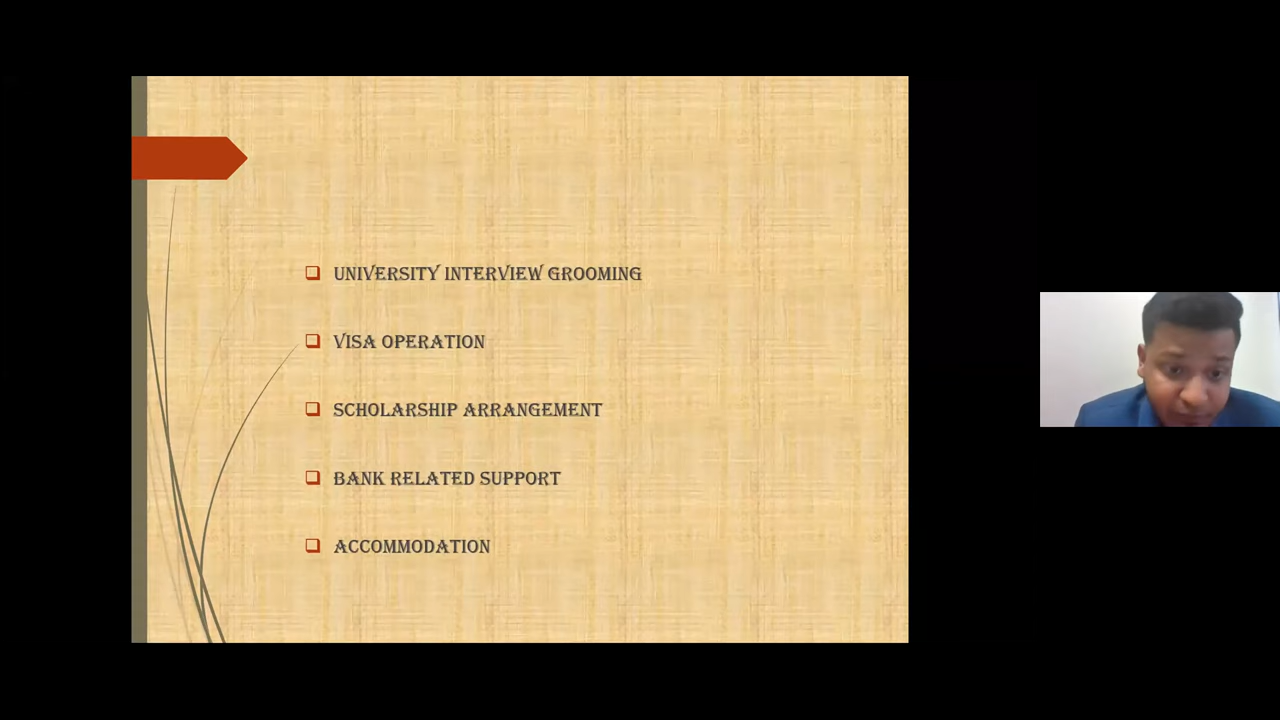 UNIVERSITY INTERVIEW GROOMING
VISA OPERATION
SCHOLARSHIP ARRANGEMENT
BANK RELATED SUPPORT
ACCOMMODATION